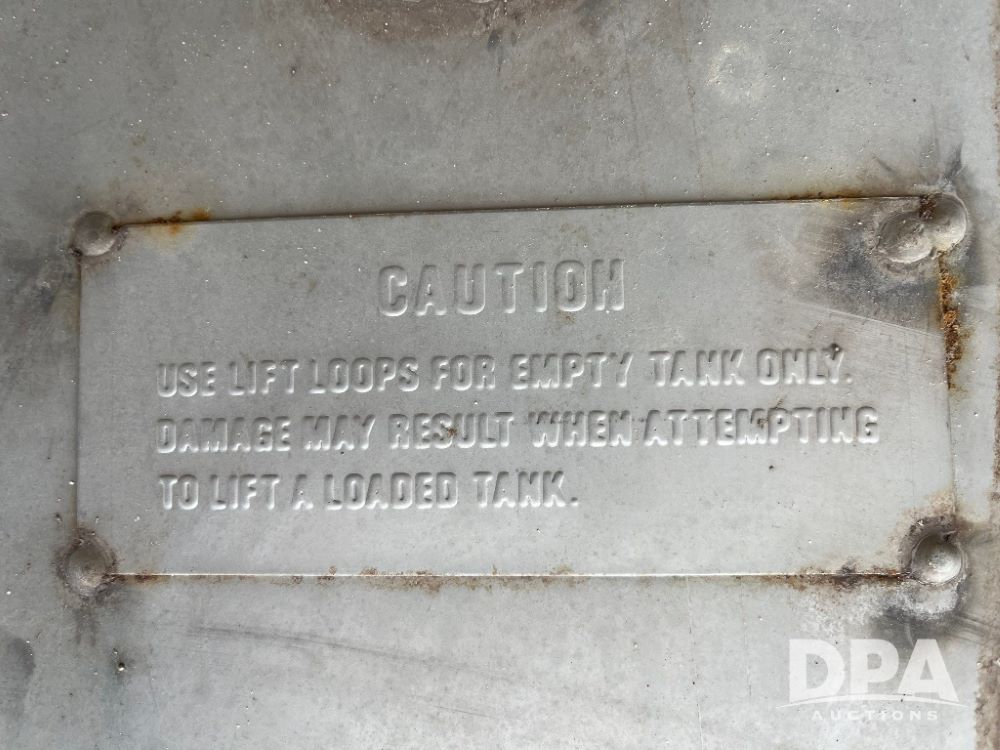 CAUTION
USE LIFT LOOPS FOR EMPTY TANK ONLY.
DAMAGE MAY RESULT WHEN ATTEMPTING
TO LIFT A LOADED TANK.
DPA
AUCTIONS